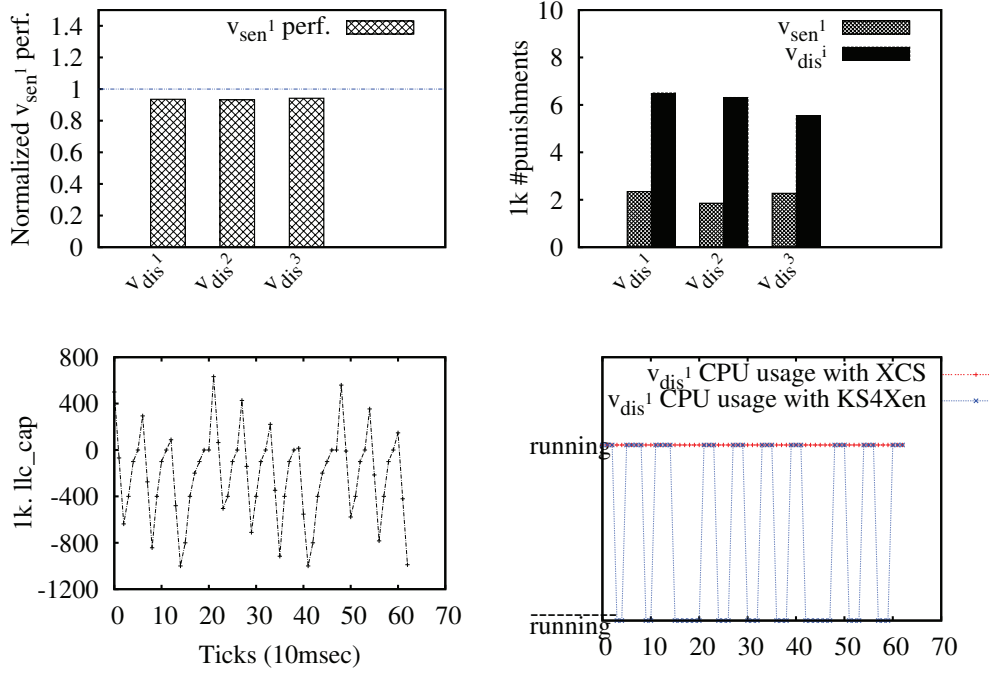 Normalized v_sen^1 perf.
1.4
1.2
1
0.8
0.6
0.4
0.2
0
v_sen^1 perf.
v_dis^1
v_dis^2
v_dis^3
1k #punishments
10
8
6
4
2
0
v_sen^1
v_dis^i
v_dis^1
v_dis^2
v_dis^3
1k. llc_cap
800
400
0
-400
-800
-1200
0 10 20 30 40 50 60 70
Ticks (10msec)
v_dis^1 CPU usage with XCS
v_dis^1 CPU usage with KS4Xen
running
running
0 10 20 30 40 50 60 70